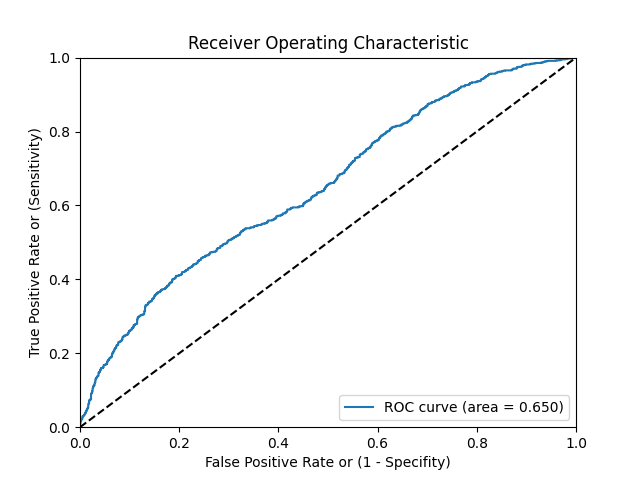 Receiver Operating Characteristic
1.0
0.8
0.6
0.4
0.2
0.0
True Positive Rate or (Sensitivity)
ROC curve (area = 0.650)
0.0 0.2 0.4 0.6 0.8 1.0
False Positive Rate or (1 - Specifity)